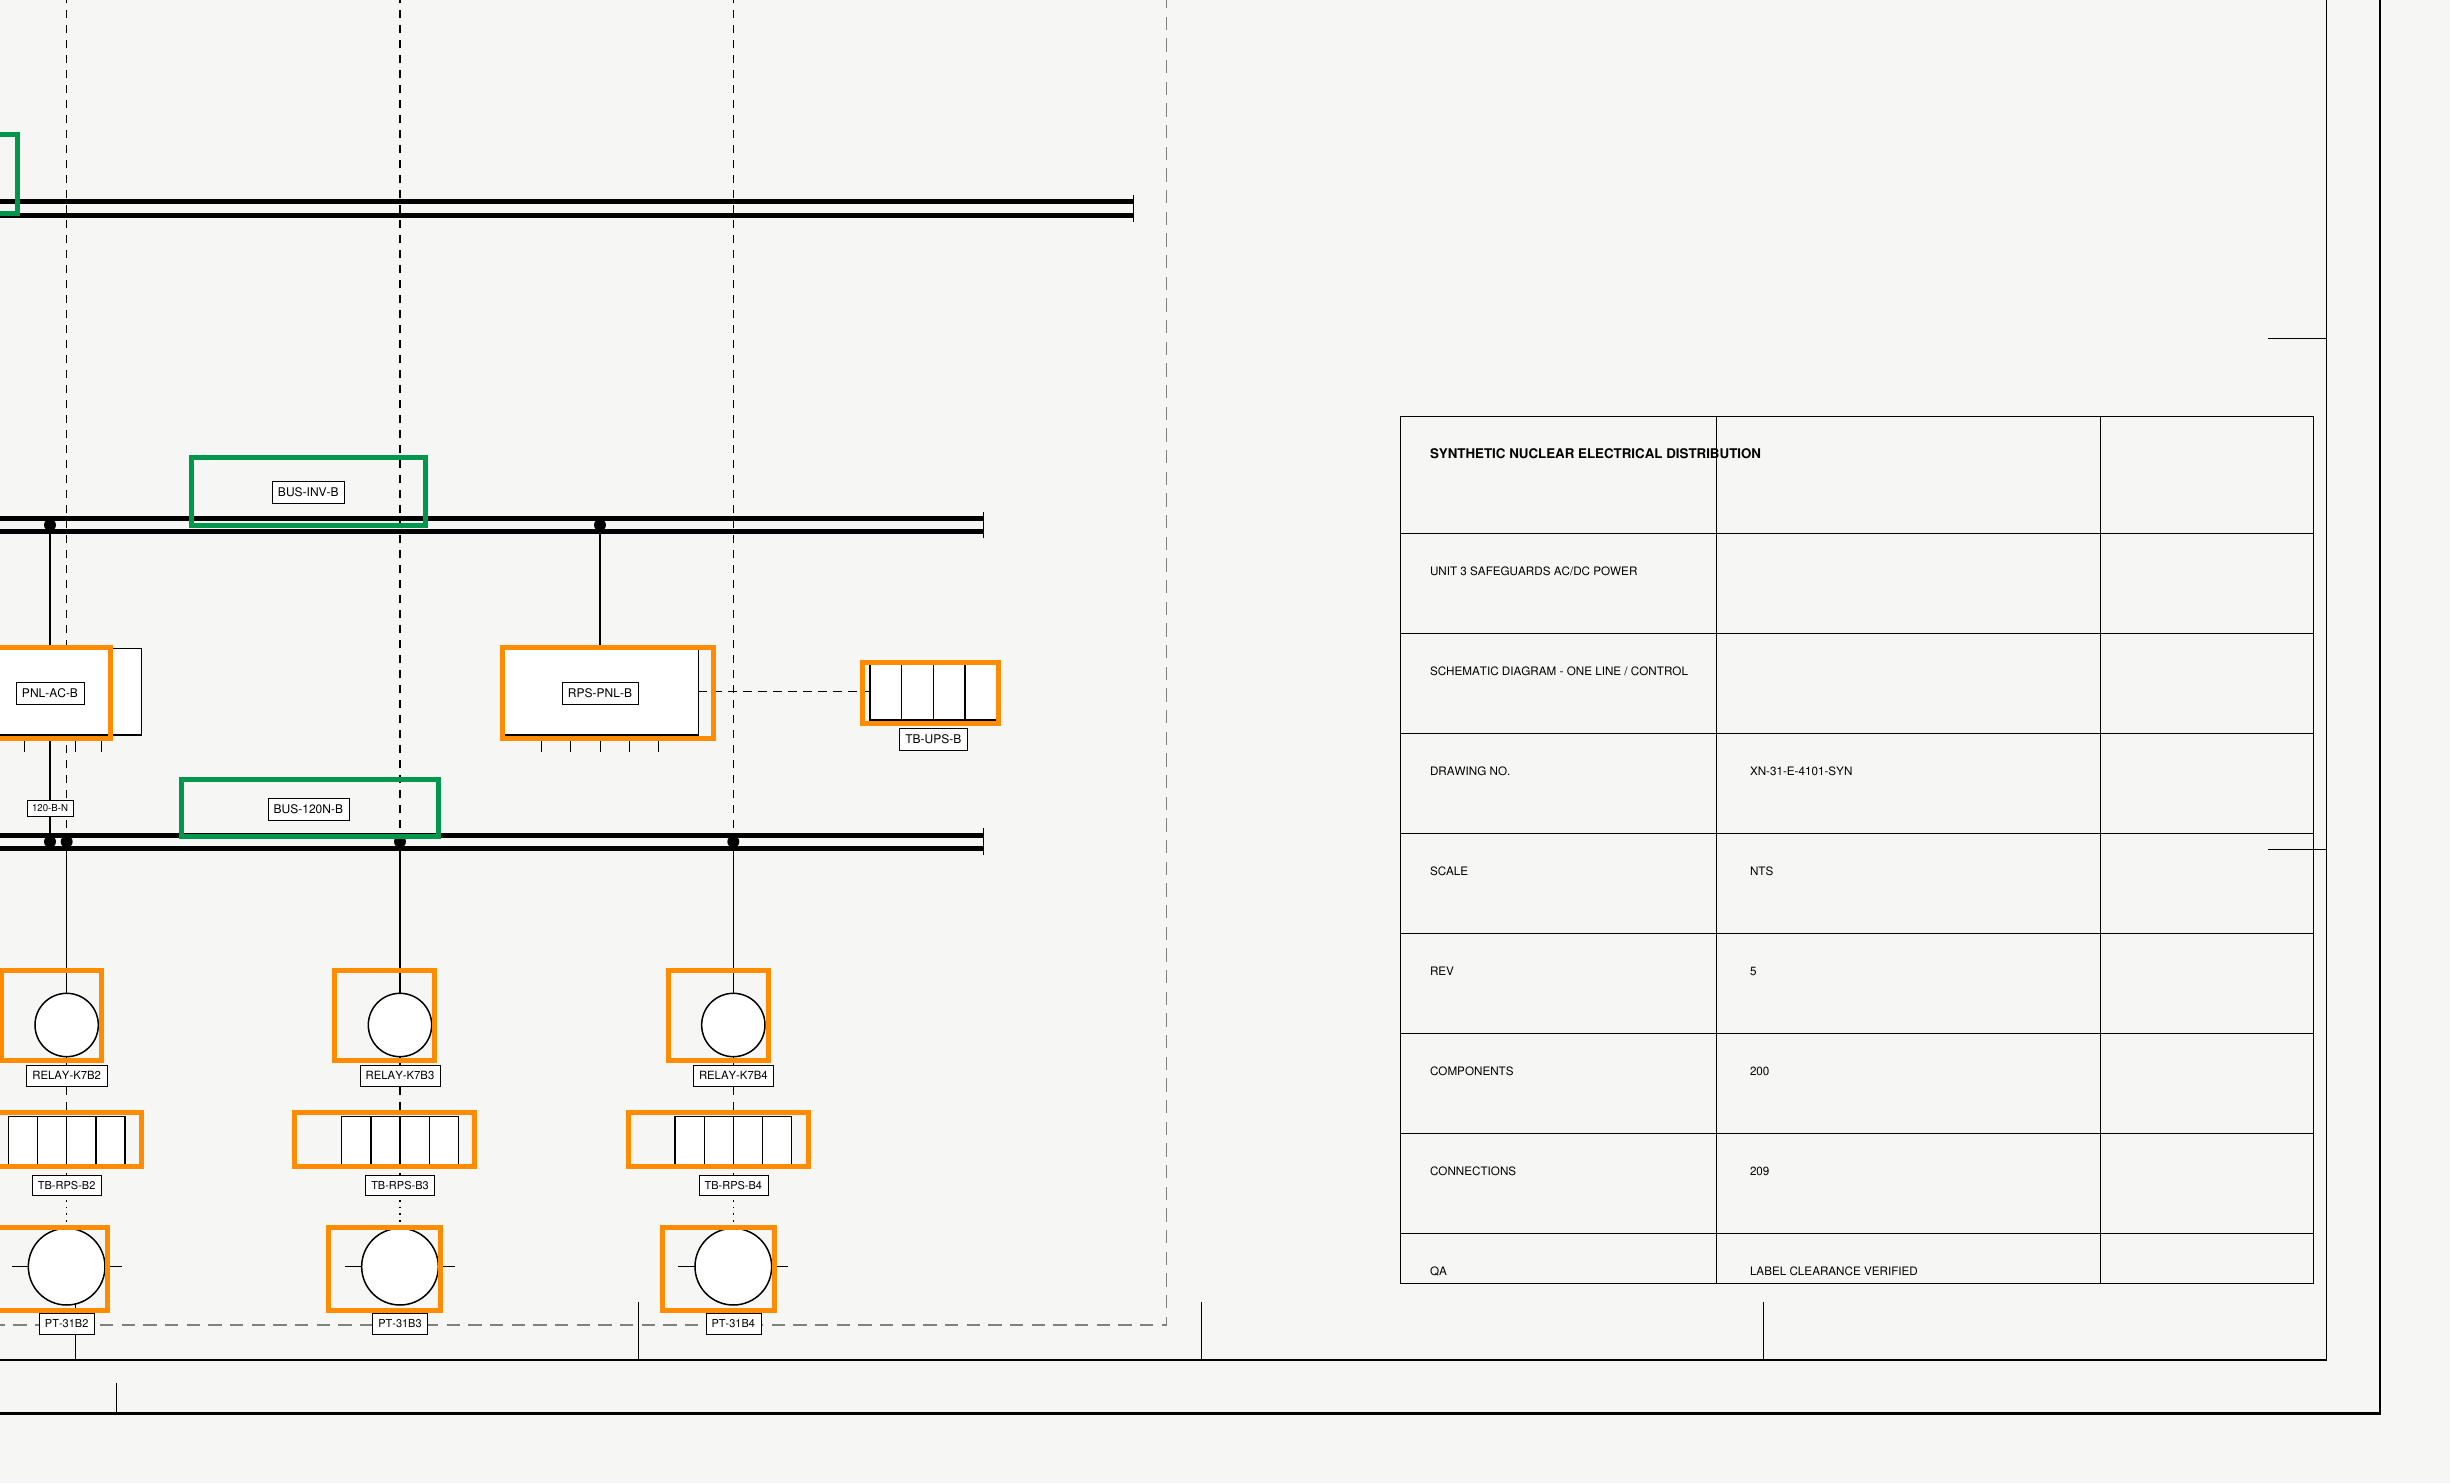 BUS-INV-B
PNL-AC-B
RPS-PNL-B
TB-UPS-B
120-B-N
BUS-120N-B
RELAY-K7B2
RELAY-K7B3
RELAY-K7B4
TB-RPS-B2
TB-RPS-B3
TB-RPS-B4
PT-31B2
PT-31B3
PT-31B4
SYNTHETIC NUCLEAR ELECTRICAL DISTRIBUTION
UNIT 3 SAFEGUARDS AC/DC POWER
SCHEMATIC DIAGRAM - ONE LINE / CONTROL
DRAWING NO. XN-31-E-4101-SYN
SCALE NTS
REV 5
COMPONENTS 200
CONNECTIONS 209
QA LABEL CLEARANCE VERIFIED